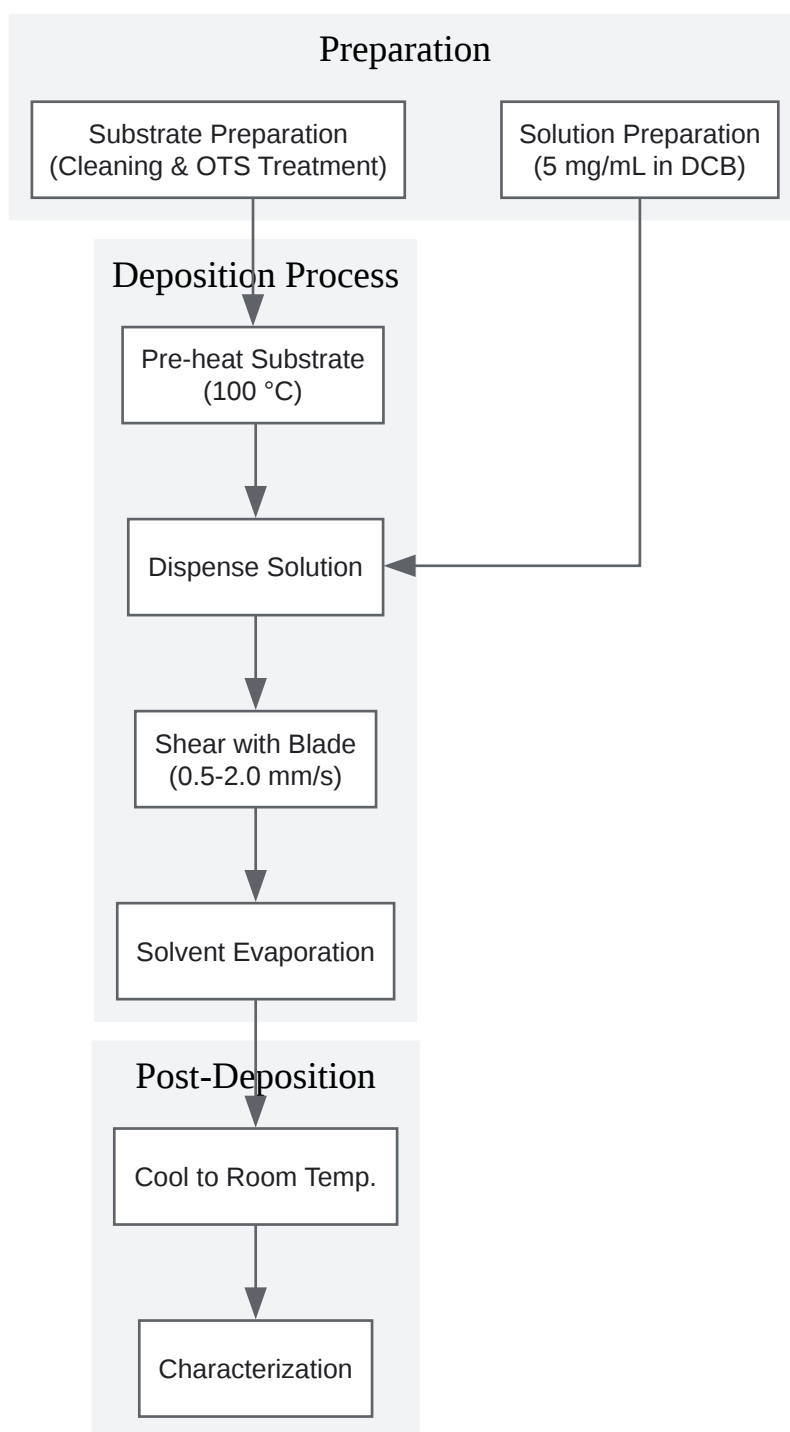 Preparation
Substrate Preparation
(Cleaning & OTS Treatment)
Solution Preparation
(5 mg/mL in DCB)
Deposition Process
Pre-heat Substrate
(100 °C)
Dispense Solution
Shear with Blade
(0.5-2.0 mm/s)
Solvent Evaporation
Post-Deposition
Cool to Room Temp.
Characterization